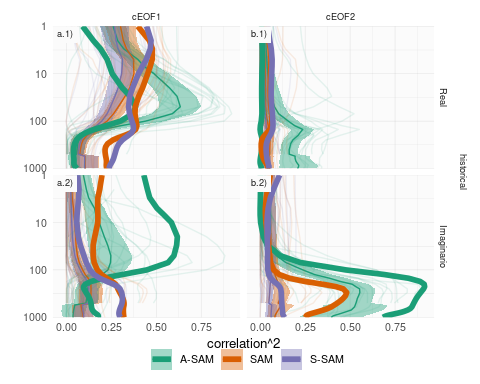 cEOF1 cEOF2
1 a.1) b.1)
10
100
1000
Real
historical
1 a.2) b.2)
10
100
1000
Imaginario
0.00 0.25 0.50 0.75 0.00 0.25 0.50 0.75
correlation^2
A-SAM SAM S-SAM